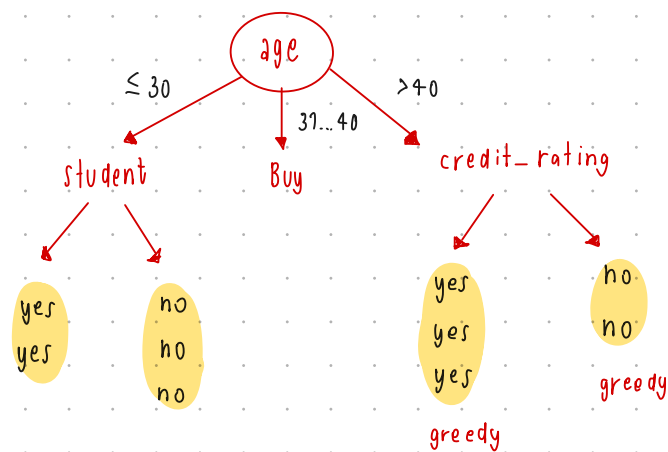 age
≤ 30
31...40
>40
student
Buy
credit_rating
yes
yes
no
no
no
yes
yes
yes
greedy
no
no
greedy